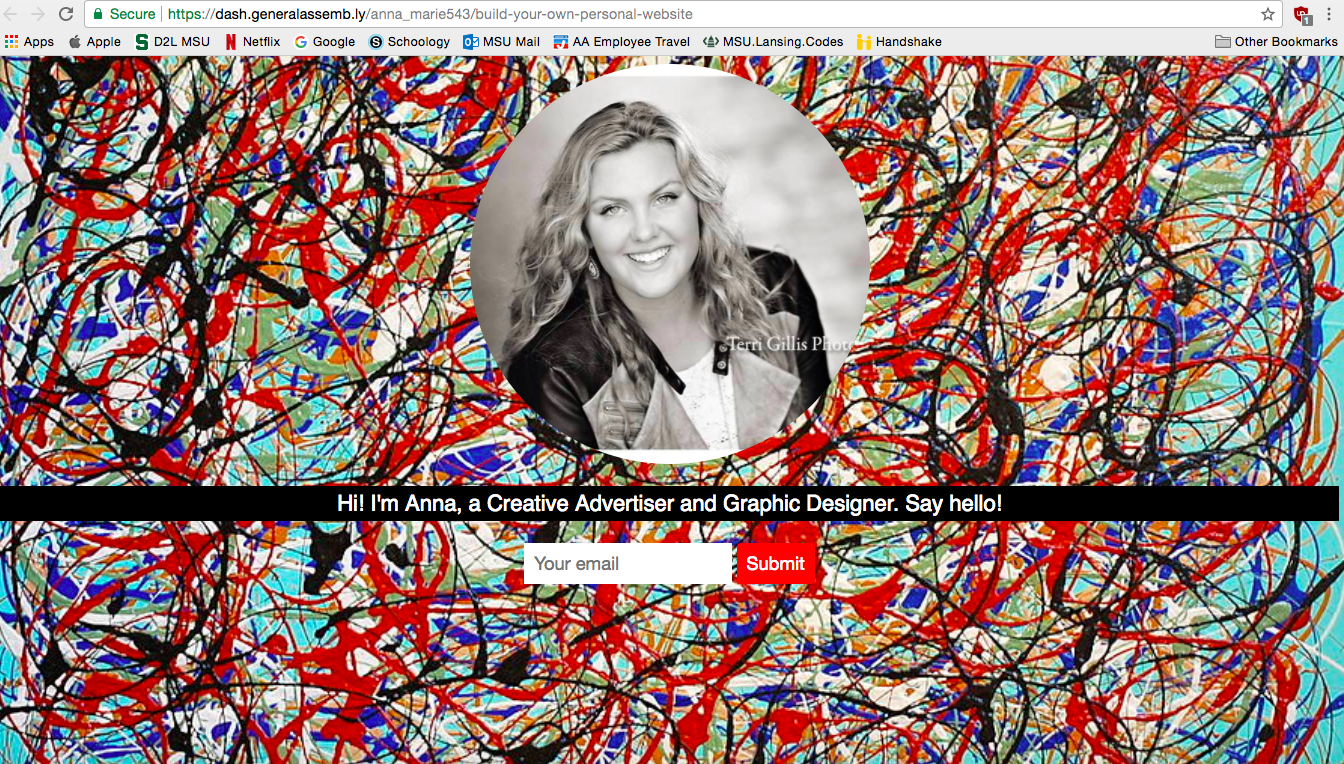 Secure https://dash.generalassemb.ly/anna_marie543/build-your-own-personal-website
Apps Apple D2L MSU Netflix Google Schoology MSU Mail AA Employee Travel MSU.Lansing.Codes Handshake Other Bookmarks
Terri Gillis Photo
Hi! I'm Anna, a Creative Advertiser and Graphic Designer. Say hello!
Your email Submit